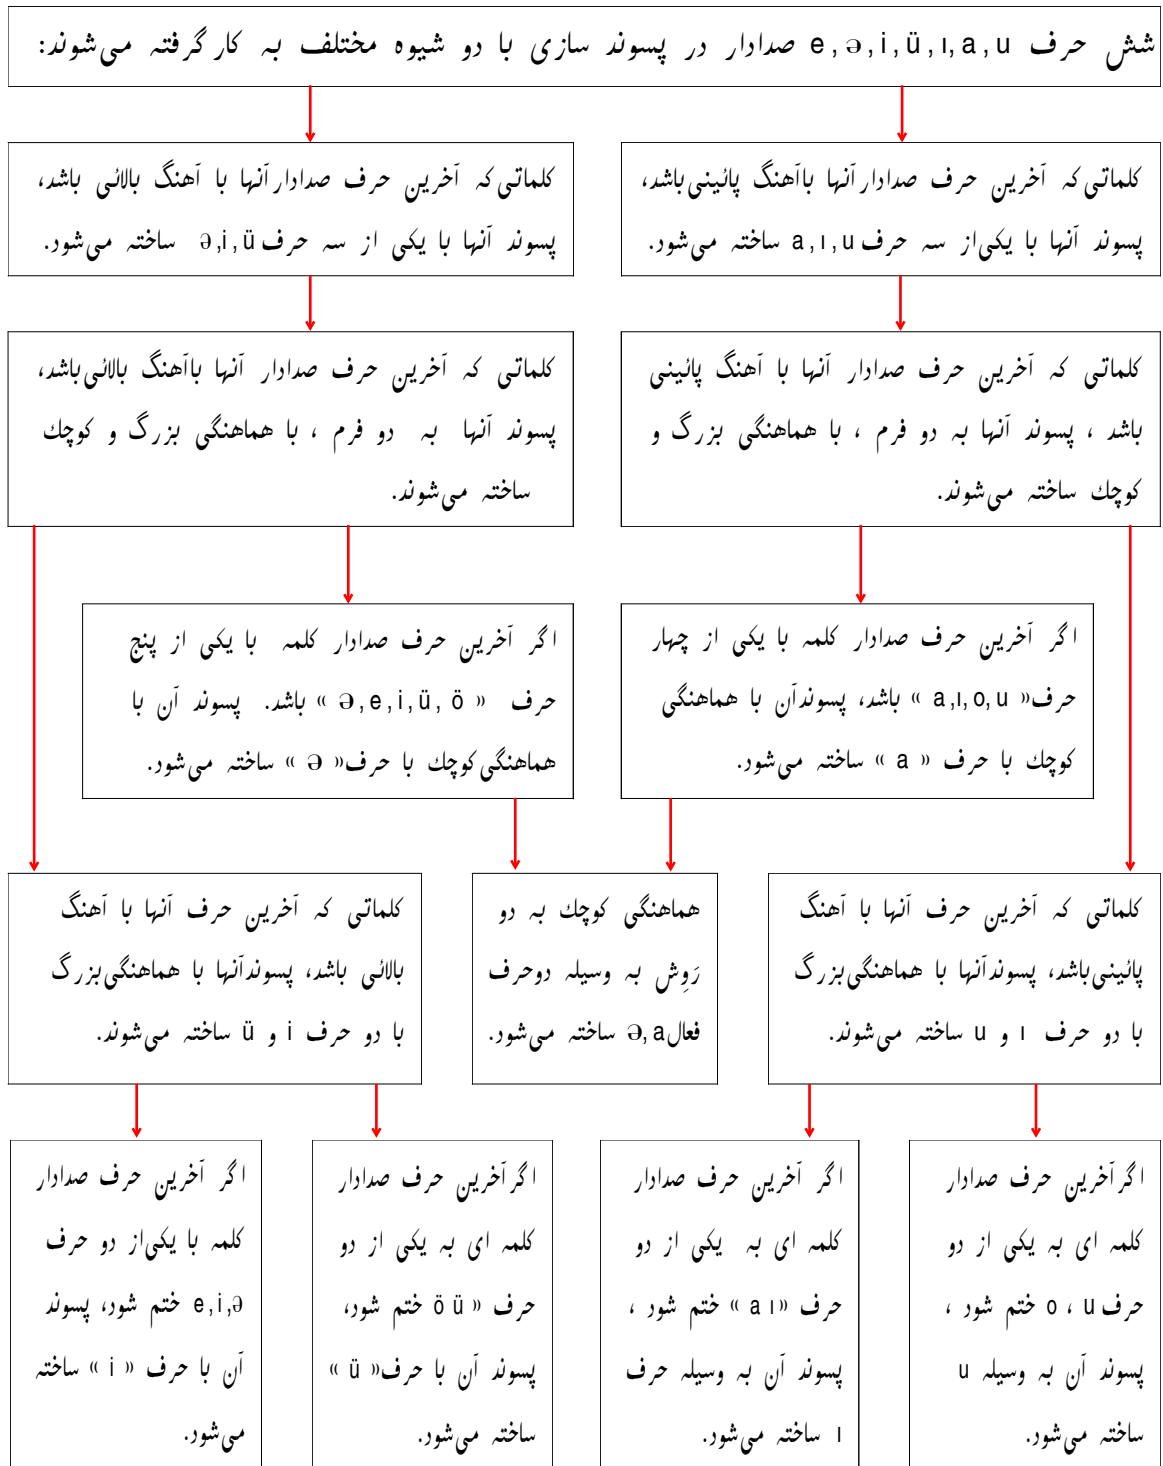 شش حرف e , ə , i , ü , ı , a , u صدادار در پسوند سازی با دو شیوه مختلف به کار گرفته می‌شوند:
کلماتی که آخرین حرف صدادار آنها باآهنگ پائینی باشد،
پسوند آنها با یکی از سه حرف a , ı , u ساخته می‌شود.
کلماتی که آخرین حرف صدادار آنها با آهنگ بالائی باشد،
پسوند آنها با یکی از سه حرف ə , i , ü ساخته می‌شود.
کلماتی که آخرین حرف صدادار آنها با آهنگ پائینی
باشد ، پسوند آنها به دو فرم ، با هماهنگی بزرگ و
کوچك ساخته می‌شوند.
کلماتی که آخرین حرف صدادار آنها باآهنگ بالائی باشد،
پسوند آنها به دو فرم ، با هماهنگی بزرگ و کوچك
ساخته می‌شوند.
اگر آخرین حرف صدادار کلمه با یکی از چهار
حرف« a , ı , o , u » باشد، پسوندآن با هماهنگی
کوچك با حرف « a » ساخته می‌شود.
اگر آخرین حرف صدادار کلمه با یکی از پنج
حرف « Ə , e , i , ü , ö » باشد. پسوند آن با
هماهنگی کوچك با حرف« Ə » ساخته می‌شود.
کلماتی که آخرین حرف آنها با آهنگ
پائینی باشد، پسوندآنها با هماهنگی بزرگ
با دو حرف ı و u ساخته می‌شوند.
هماهنگی کوچك به دو
رَوِش به وسیله دوحرف
فعال Ə , a ساخته می‌شود.
کلماتی که آخرین حرف آنها با آهنگ
بالائی باشد، پسوندآنها با هماهنگی بزرگ
با دو حرف i و ü ساخته می‌شوند.
اگرآخرین حرف صدادار
کلمه ای به یکی از دو
حرف o ، u ختم شود ،
پسوند آن به وسیله u
ساخته می‌شود.
اگر آخرین حرف صدادار
کلمه ای به یکی از دو
حرف « a ı » ختم شود ،
پسوند آن به وسیله حرف
ı ساخته می‌شود.
اگرآخرین حرف صدادار
کلمه ای به یکی از دو
حرف « ö ü ختم شود،
پسوند آن با حرف« ü »
ساخته می‌شود.
اگر آخرین حرف صدادار
کلمه با یکی از دو حرف
e , i , ə ختم شود، پسوند
آن با حرف « i » ساخته
می‌شود.